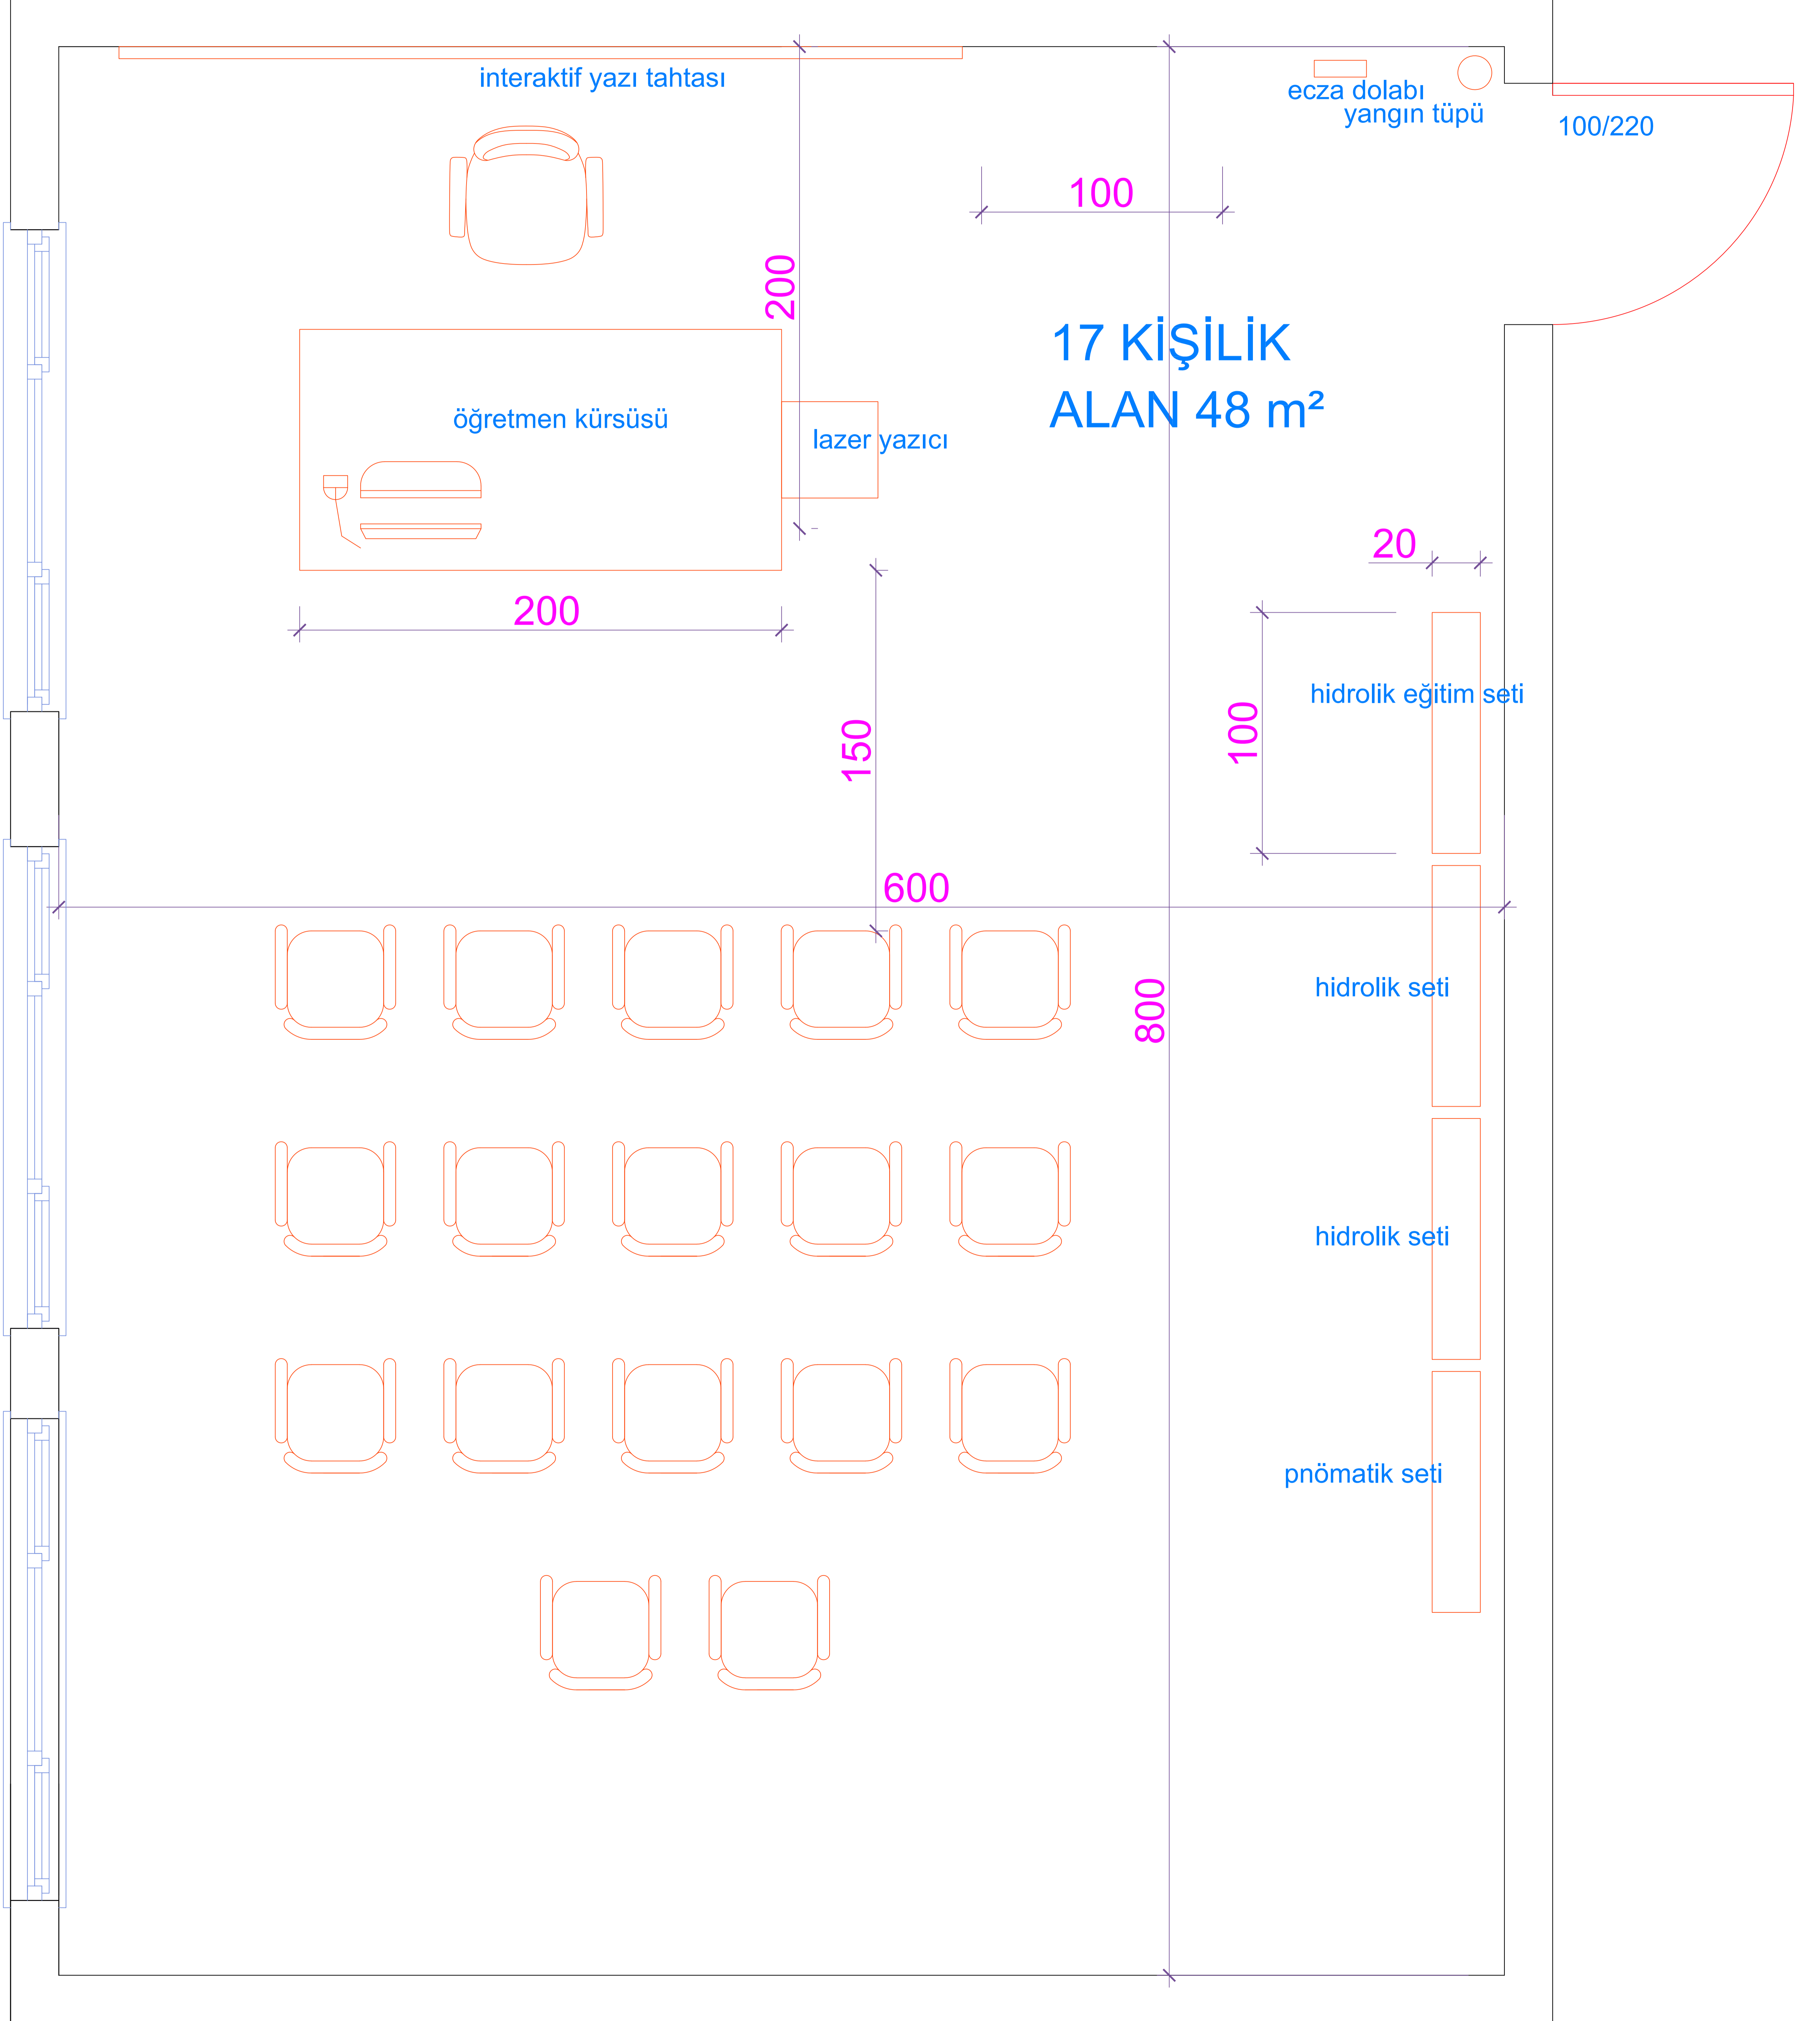 interaktif yazı tahtası
ecza dolabı
yangın tüpü
100/220
100
200
17 KİŞİLİK
ALAN 48 m²
öğretmen kürsüsü
lazer yazıcı
20
200
hidrolik eğitim seti
100
150
600
hidrolik seti
800
hidrolik seti
pnömatik seti